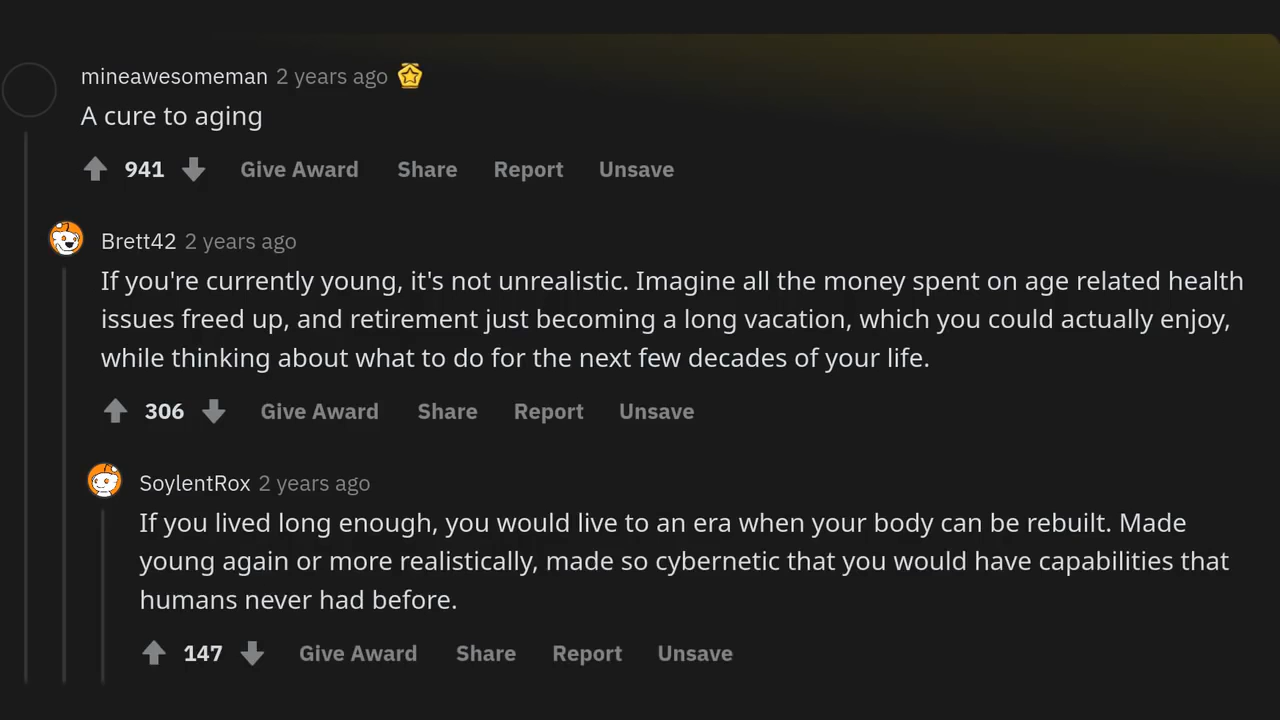 mineawesomeman 2 years ago
A cure to aging
941 Give Award Share Report Unsave
Brett42 2 years ago
If you're currently young, it's not unrealistic. Imagine all the money spent on age related health
issues freed up, and retirement just becoming a long vacation, which you could actually enjoy,
while thinking about what to do for the next few decades of your life.
306 Give Award Share Report Unsave
SoylentRox 2 years ago
If you lived long enough, you would live to an era when your body can be rebuilt. Made
young again or more realistically, made so cybernetic that you would have capabilities that
humans never had before.
147 Give Award Share Report Unsave